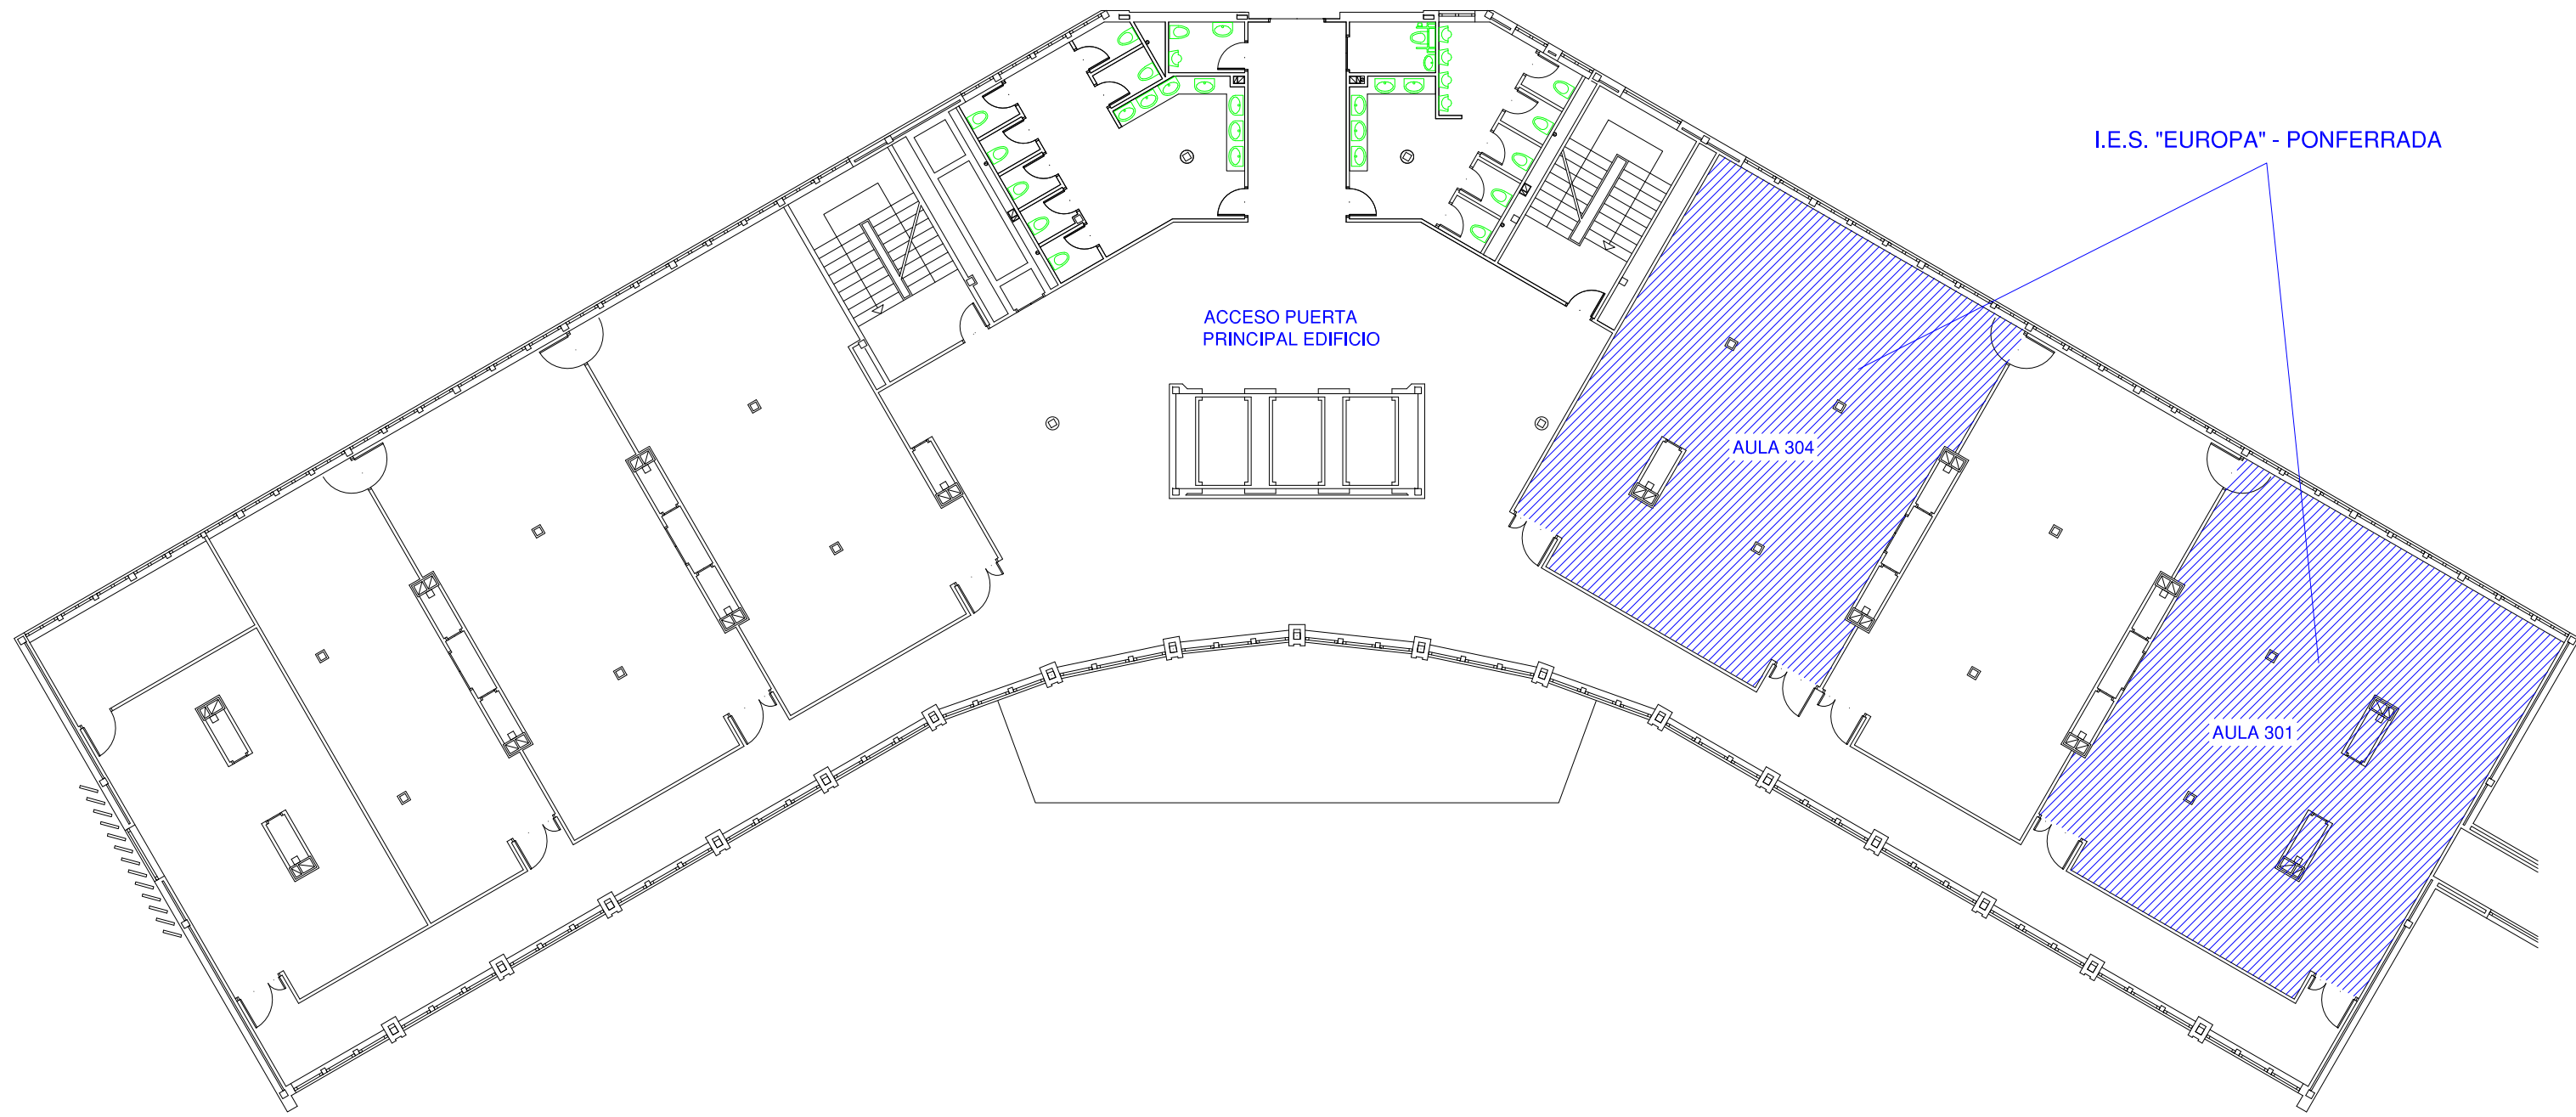 I.E.S. "EUROPA" - PONFERRADA
ACCESO PUERTA
PRINCIPAL EDIFICIO
AULA 304
AULA 301